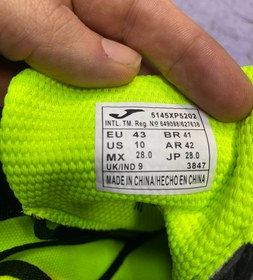 5145XP5202
INTL. TM. Reg. Nº 649098/827638
EU 43 BR 41
US 10 AR 42
MX 28.0 JP 28.0
UK/IND 9 3847
MADE IN CHINA/HECHO EN CHINA